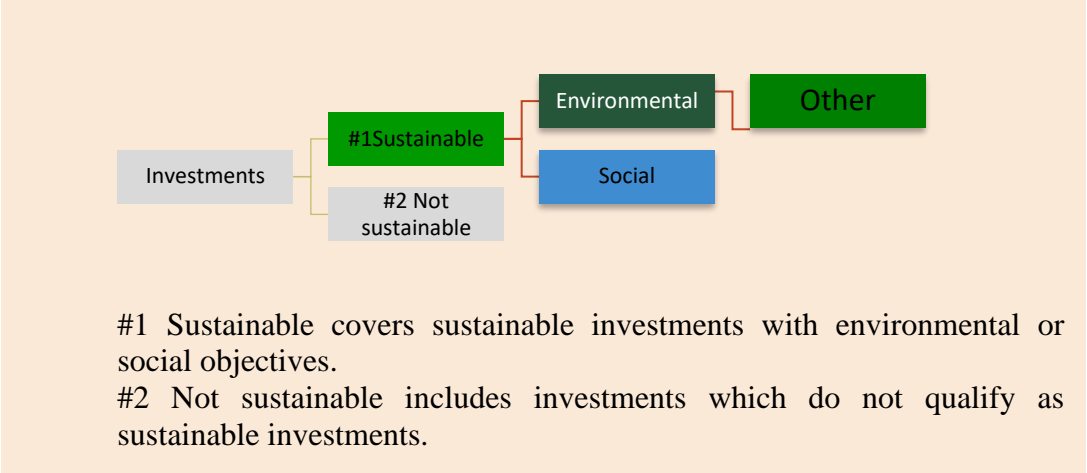 Investments
#1Sustainable
#2 Not
sustainable
Environmental
Social
Other
#1 Sustainable covers sustainable investments with environmental or
social objectives.
#2 Not sustainable includes investments which do not qualify as
sustainable investments.